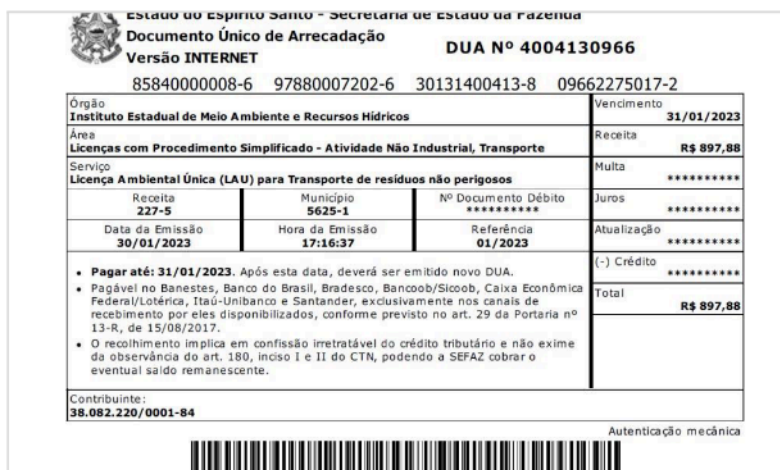 Estado do Espírito Santo - Secretaria de Estado da Fazenda
Documento Único de Arrecadação
Versão INTERNET
DUA Nº 4004130966
85840000008-6 97880007202-6 30131400413-8 09662275017-2
Órgão
Instituto Estadual de Meio Ambiente e Recursos Hídricos
Vencimento
31/01/2023
Área
Licenças com Procedimento Simplificado - Atividade Não Industrial, Transporte
Receita
R$ 897,88
Serviço
Licença Ambiental Única (LAU) para Transporte de resíduos não perigosos
Multa
**********
Receita
227-5
Município
5625-1
Nº Documento Débito
**********
Juros
**********
Data da Emissão
30/01/2023
Hora da Emissão
17:16:37
Referência
01/2023
Atualização
**********
• Pagar até: 31/01/2023. Após esta data, deverá ser emitido novo DUA.
• Pagável no Banestes, Banco do Brasil, Bradesco, Bancoob/Sicoob, Caixa Econômica
Federal/Lotérica, Itaú-Unibanco e Santander, exclusivamente nos canais de
recebimento por eles disponibilizados, conforme previsto no art. 29 da Portaria nº
13-R, de 15/08/2017.
• O recolhimento implica em confissão irretratável do crédito tributário e não exime
da observância do art. 180, inciso I e II do CTN, podendo a SEFAZ cobrar o
eventual saldo remanescente.
(-) Crédito
**********
Total
R$ 897,88
Contribuinte:
38.082.220/0001-84
Autenticação mecânica